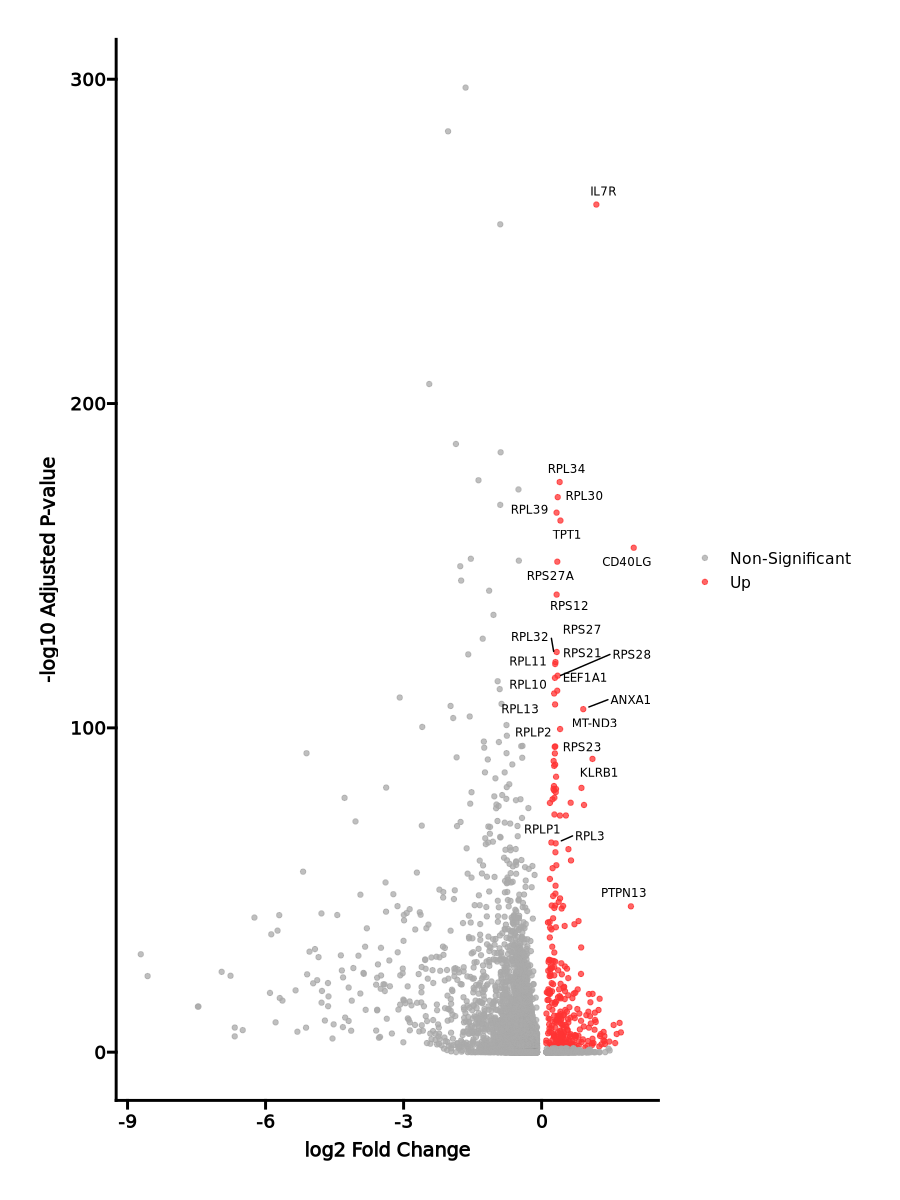 300
IL7R
200
RPL34
RPL30
RPL39
TPT1
CD40LG
Non-Significant
RPS27A
Up
RPS12
RPS27
RPL32
RPS21
RPS28
RPL11
EEF1A1
RPL10
ANXA1
RPL13
MT-ND3
100
RPLP2
RPS23
KLRB1
RPLP1
RPL3
PTPN13
0
-log10 Adjusted P-value
-9
-6
-3
0
log2 Fold Change